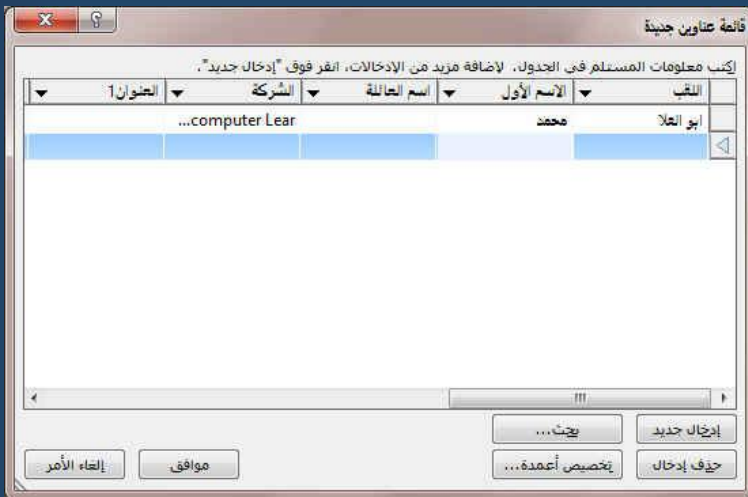 قائمة عناوين جديدة
اكتب معلومات المستلم في الجدول. لإضافة مزيد من الإدخالات، انقر فوق "إدخال جديد".
اللقب الاسم الأول اسم العائلة الشركة العنوان1
ابو العلا محمد computer Lear...
إدخال جديد بحث...
حذف إدخال تخصيص أعمدة... موافق إلغاء الأمر